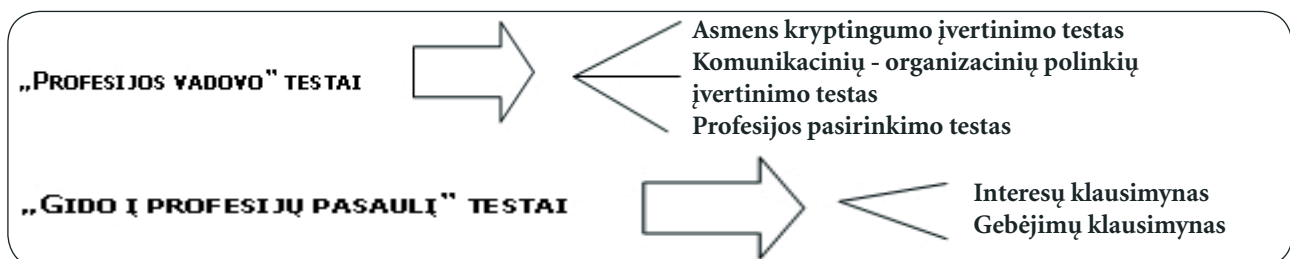 „Profesijos vadovo" testai
Asmens kryptingumo įvertinimo testas
Komunikacinių - organizacinių polinkių
įvertinimo testas
Profesijos pasirinkimo testas
„Gido į profesijų pasaulį" testai
Interesų klausimynas
Gebėjimų klausimynas